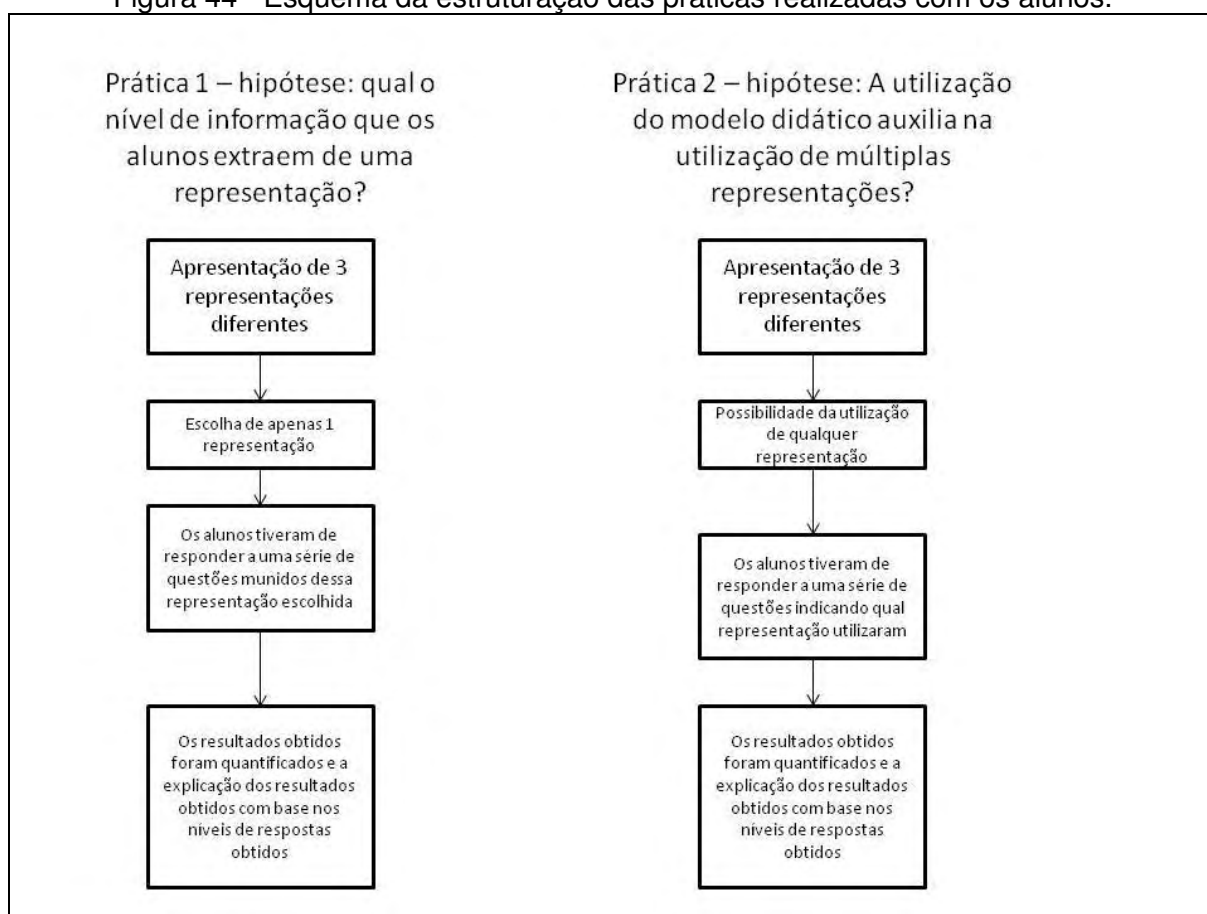 Figura 44 - Esquema da estruturação das práticas realizadas com os alunos.
Prática 1 – hipótese: qual o
nível de informação que os
alunos extraem de uma
representação?
Apresentação de 3
representações
diferentes
Escolha de apenas 1
representação
Os alunos tiveram de
responder a uma série de
questões munidos dessa
representação escolhida
Os resultados obtidos
foram quantificados e a
explicação dos resultados
obtidos com base nos
níveis de respostas
obtidos
Prática 2 – hipótese: A utilização
do modelo didático auxilia na
utilização de múltiplas
representações?
Apresentação de 3
representações
diferentes
Possibilidade da utilização
de qualquer
representação
Os alunos tiveram de
responder a uma série de
questões indicando qual
representação utilizaram
Os resultados obtidos
foram quantificados e a
explicação dos resultados
obtidos com base nos
níveis de respostas
obtidos